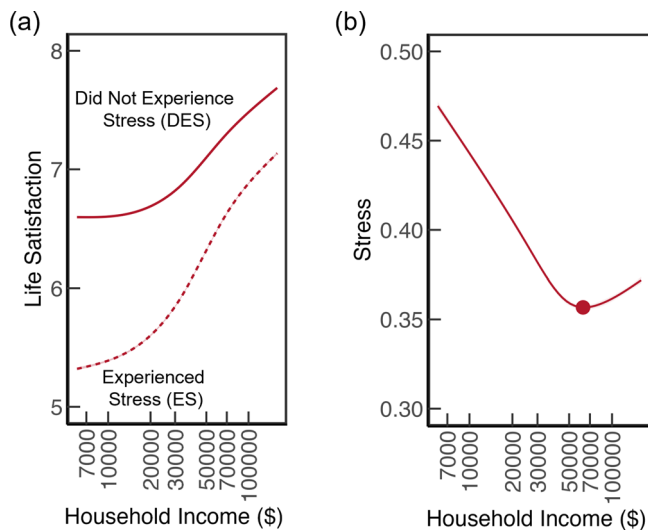 (a)
8
7
6
5
Life Satisfaction
Did Not Experience
Stress (DES)
Experienced
Stress (ES)
7000
10000
20000
30000
50000
70000
100000
Household Income ($)
(b)
0.50
0.45
0.40
0.35
0.30
Stress
7000
10000
20000
30000
50000
70000
100000
Household Income ($)